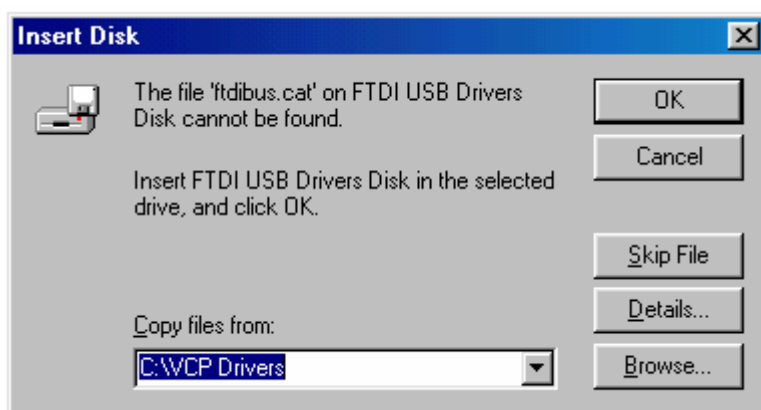 Insert Disk
The file 'ftdibus.cat' on FTDI USB Drivers
Disk cannot be found.
Insert FTDI USB Drivers Disk in the selected
drive, and click OK.
Copy files from:
C:\VCP Drivers
OK
Cancel
Skip File
Details...
Browse...